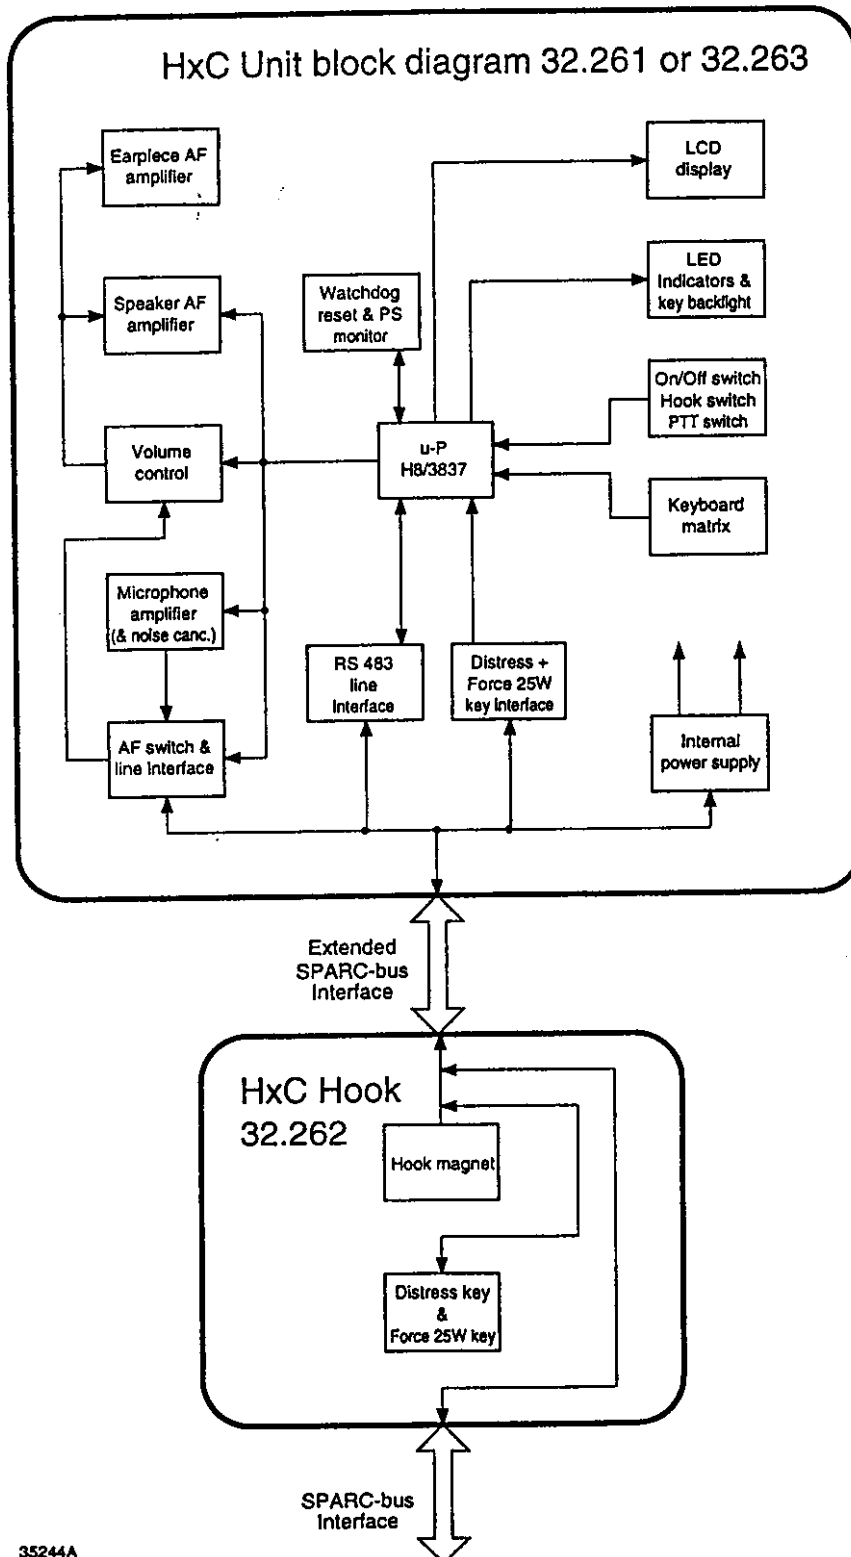 HxC Unit block diagram 32.261 or 32.263
Earpiece AF
amplifier
LCD
display
Speaker AF
amplifier
Watchdog
reset & PS
monitor
LED
Indicators &
key backlight
On/Off switch
Hook switch
PTT switch
Volume
control
u-P
H8/3837
Keyboard
matrix
Microphone
amplifier
(& noise canc.)
RS 483
line
Interface
Distress +
Force 25W
key Interface
AF switch &
line Interface
Internal
power supply
Extended
SPARC-bus
Interface
HxC Hook
32.262
Hook magnet
Distress key
&
Force 25W key
SPARC-bus
Interface
35244A